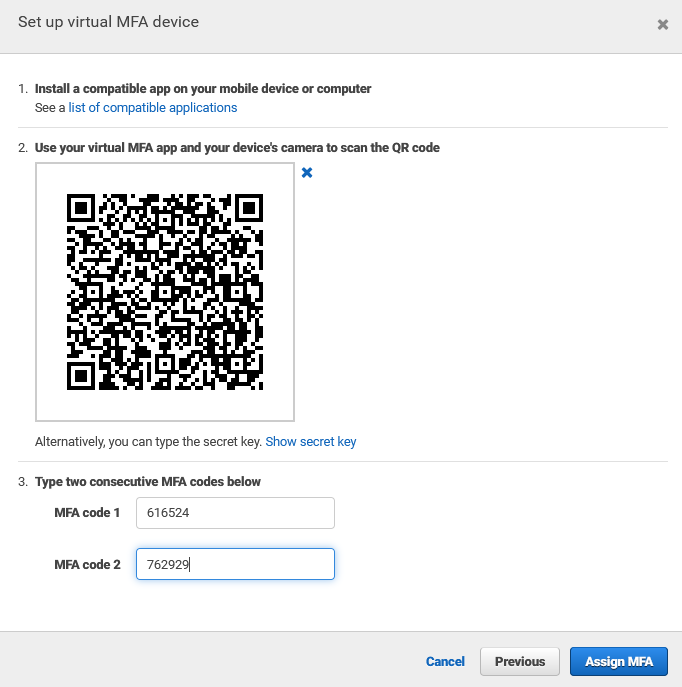 Set up virtual MFA device
1. Install a compatible app on your mobile device or computer
See a list of compatible applications
2. Use your virtual MFA app and your device's camera to scan the QR code
Alternatively, you can type the secret key. Show secret key
3. Type two consecutive MFA codes below
MFA code 1 616524
MFA code 2 762929
Cancel Previous Assign MFA